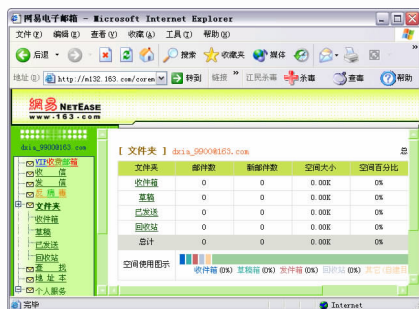 网易电子邮箱 - Microsoft Internet Explorer
文件(F) 编辑(E) 查看(V) 收藏(A) 工具(T) 帮助(H)
后退 搜索 收藏夹 媒体
地址(D) http://m132.163.com/corem 转到 链接 江民杀毒 杀毒 查毒 帮助
網易 NETEASE
www.163.com
dxia_9900@163.com
VIP收费邮箱
收 信
发 信
文件夹
收件箱
草稿
已发送
回收站
查 找
地 址 本
个人服务
[ 文件夹 ] dxia_9900@163.com 总
文件夹 邮件数 新邮件数 空间大小 空间百分比
收件箱 0 0 0.00K 0%
草稿 0 0 0.00K 0%
已发送 0 0 0.00K 0%
回收站 0 0 0.00K 0%
总计 0 0 0.00K 0%
空间使用图示
收件箱(0%) 草稿箱(0%) 发件箱(0%) 回收站(0%)
完毕 Internet